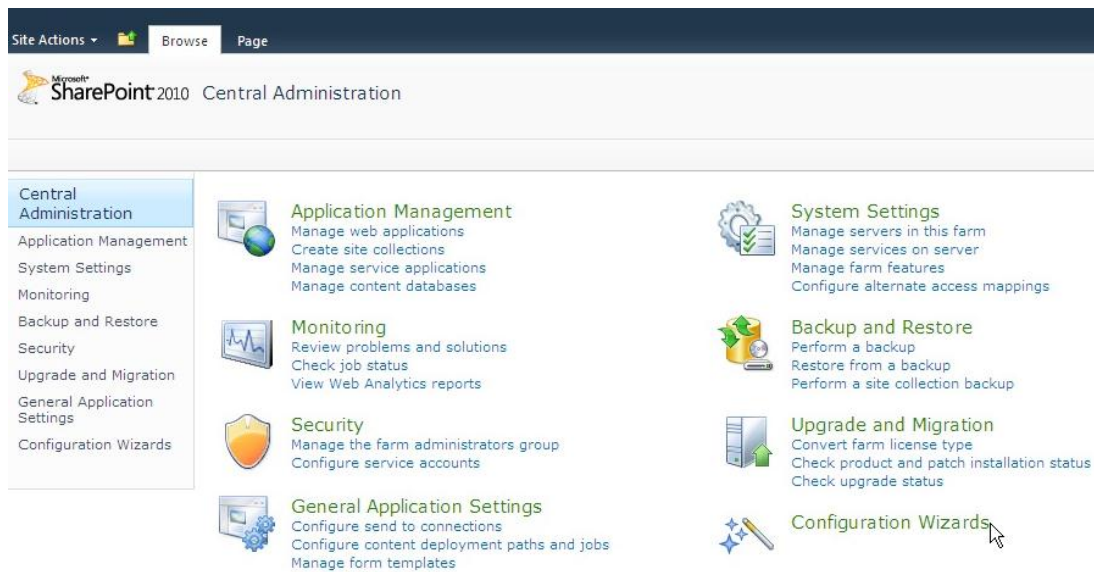 Site Actions
Browse
Page
Microsoft
SharePoint 2010 Central Administration
Central
Administration
Application Management
System Settings
Monitoring
Backup and Restore
Security
Upgrade and Migration
General Application
Settings
Configuration Wizards
Application Management
Manage web applications
Create site collections
Manage service applications
Manage content databases
Monitoring
Review problems and solutions
Check job status
View Web Analytics reports
Security
Manage the farm administrators group
Configure service accounts
General Application Settings
Configure send to connections
Configure content deployment paths and jobs
Manage form templates
System Settings
Manage servers in this farm
Manage services on server
Manage farm features
Configure alternate access mappings
Backup and Restore
Perform a backup
Restore from a backup
Perform a site collection backup
Upgrade and Migration
Convert farm license type
Check product and patch installation status
Check upgrade status
Configuration Wizards